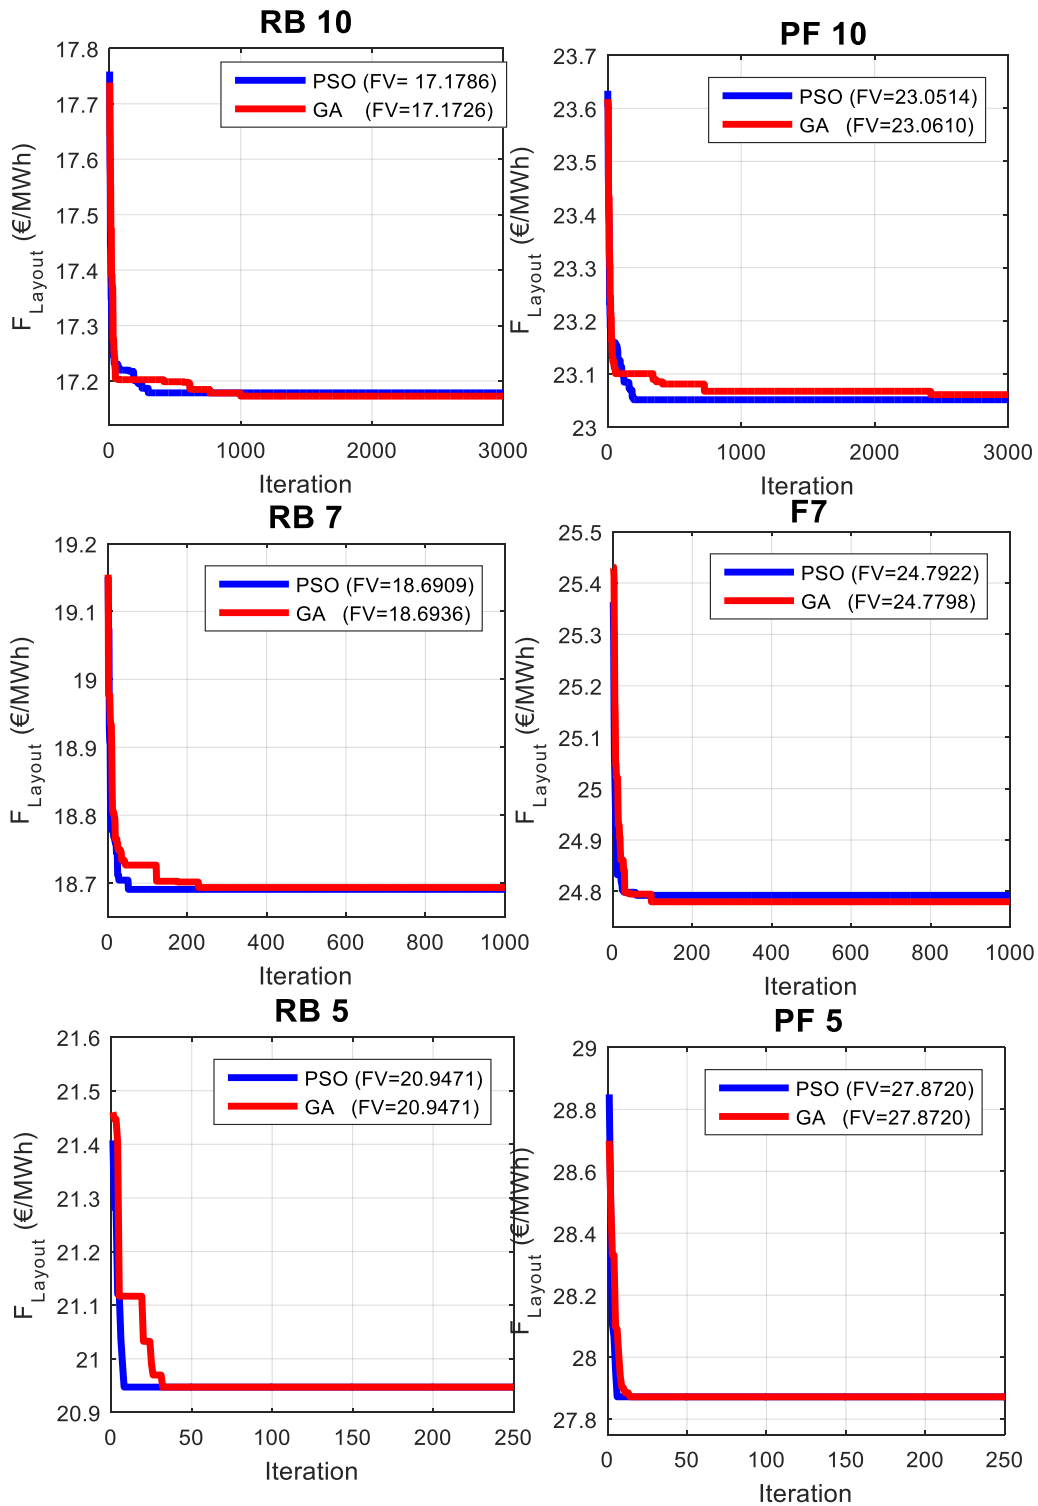 RB 10
17.8
17.7
17.6
17.5
17.4
17.3
17.2
F Layout (€/MWh)
PSO (FV= 17.1786)
GA (FV=17.1726)
0 1000 2000 3000
Iteration
PF 10
23.7
23.6
23.5
23.4
23.3
23.2
23.1
23
F Layout (€/MWh)
PSO (FV=23.0514)
GA (FV=23.0610)
0 1000 2000 3000
Iteration
RB 7
19.2
19.1
19
18.9
18.8
18.7
F Layout (€/MWh)
PSO (FV=18.6909)
GA (FV=18.6936)
0 200 400 600 800 1000
Iteration
F7
25.5
25.4
25.3
25.2
25.1
25
24.9
24.8
F Layout (€/MWh)
PSO (FV=24.7922)
GA (FV=24.7798)
0 200 400 600 800 1000
Iteration
RB 5
21.6
21.5
21.4
21.3
21.2
21.1
21
20.9
F Layout (€/MWh)
PSO (FV=20.9471)
GA (FV=20.9471)
0 50 100 150 200 250
Iteration
PF 5
29
28.8
28.6
28.4
28.2
28
27.8
F Layout (€/MWh)
PSO (FV=27.8720)
GA (FV=27.8720)
0 50 100 150 200 250
Iteration